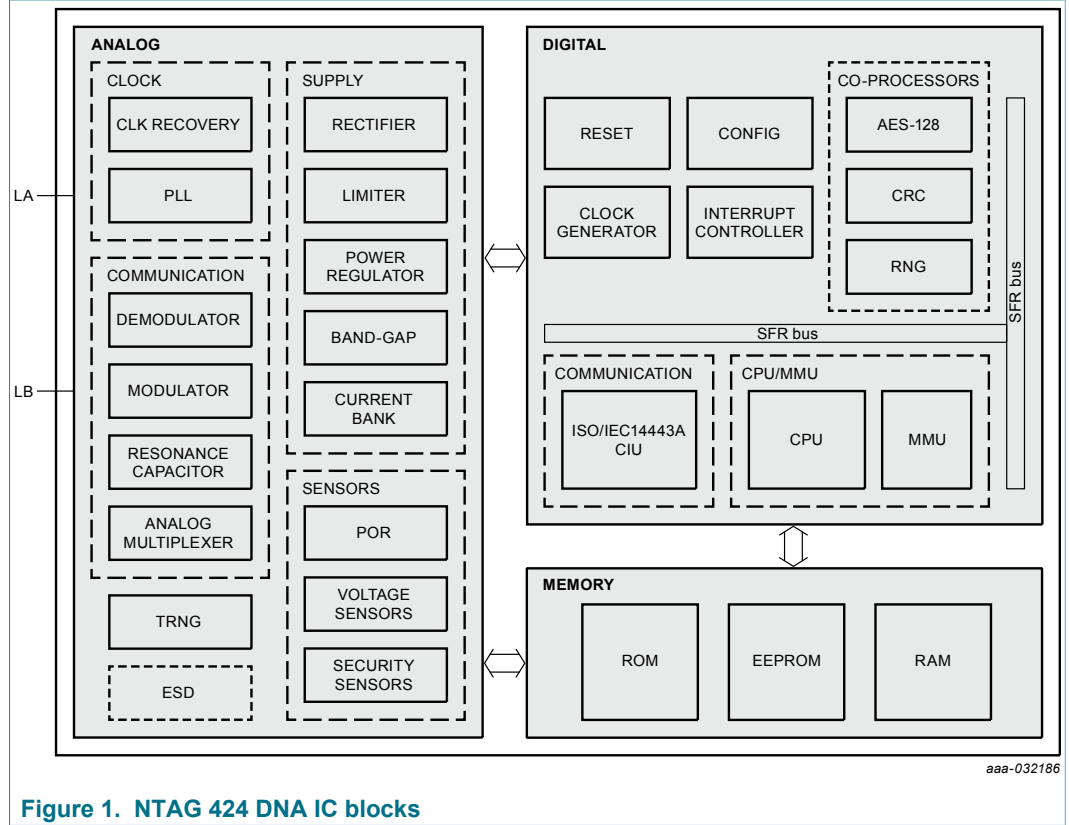 ANALOG
CLOCK
CLK RECOVERY
PLL
COMMUNICATION
DEMODULATOR
MODULATOR
RESONANCE
CAPACITOR
ANALOG
MULTIPLEXER
TRNG
ESD
SUPPLY
RECTIFIER
LIMITER
POWER
REGULATOR
BAND-GAP
CURRENT
BANK
SENSORS
POR
VOLTAGE
SENSORS
SECURITY
SENSORS
LA
LB
DIGITAL
RESET
CONFIG
CLOCK
GENERATOR
INTERRUPT
CONTROLLER
CO-PROCESSORS
AES-128
CRC
RNG
SFR bus
SFR bus
COMMUNICATION
ISO/IEC14443A
CIU
CPU/MMU
CPU
MMU
MEMORY
ROM
EEPROM
RAM
aaa-032186
Figure 1. NTAG 424 DNA IC blocks